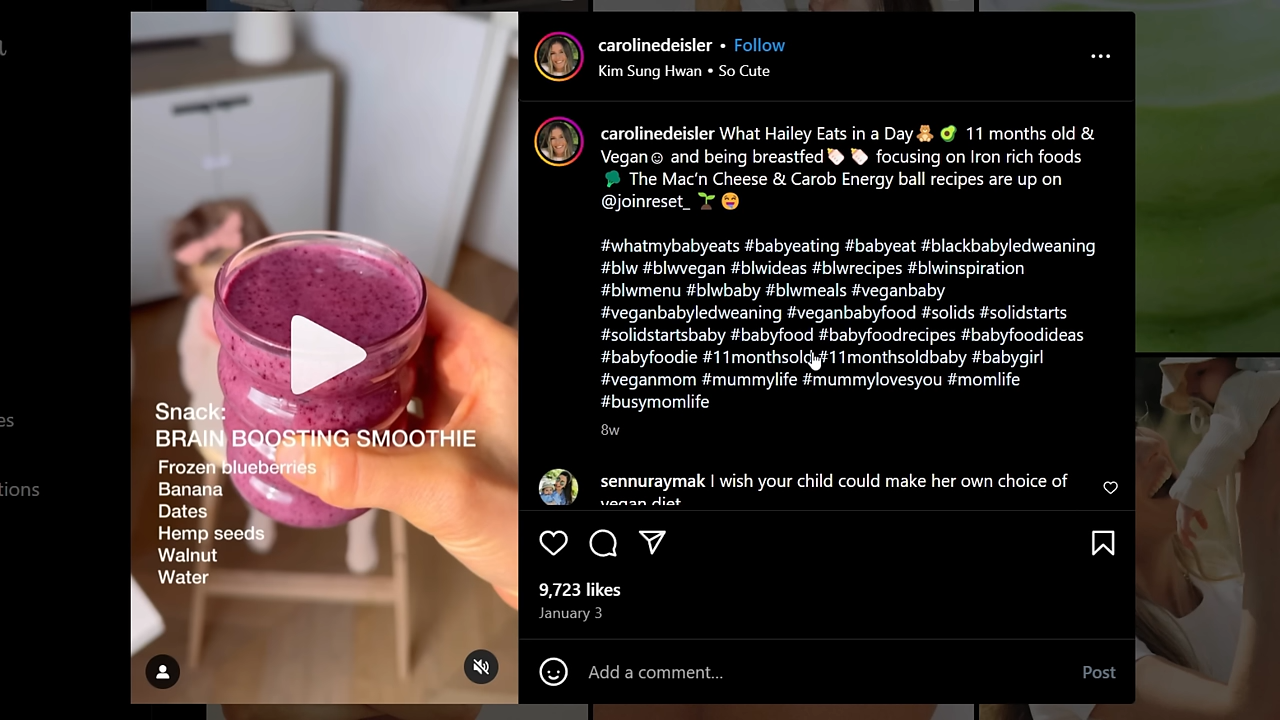 Snack:
BRAIN BOOSTING SMOOTHIE
Frozen blueberries
Banana
Dates
Hemp seeds
Walnut
Water
carolinedeisler • Follow
Kim Sung Hwan • So Cute
carolinedeisler What Hailey Eats in a Day🧸🥑 11 months old &
Vegan☺ and being breastfed🍼🍼 focusing on Iron rich foods
🥦 The Mac’n Cheese & Carob Energy ball recipes are up on
@joinreset_ 🌱😄
#whatmybabyeats #babyeating #babyeat #blackbabyledweaning
#blw #blwvegan #blwideas #blwrecipes #blwinspiration
#blwmenu #blwbaby #blwmeals #veganbaby
#veganbabyledweaning #veganbabyfood #solids #solidstarts
#solidstartsbaby #babyfood #babyfoodrecipes #babyfoodideas
#babyfoodie #11monthsold #11monthsoldbaby #babygirl
#veganmom #mummylife #mummylovesyou #momlife
#busymomlife
8w
sennuraymak I wish your child could make her own choice of
vegan diet
9,723 likes
January 3
Add a comment...
Post
es
tions